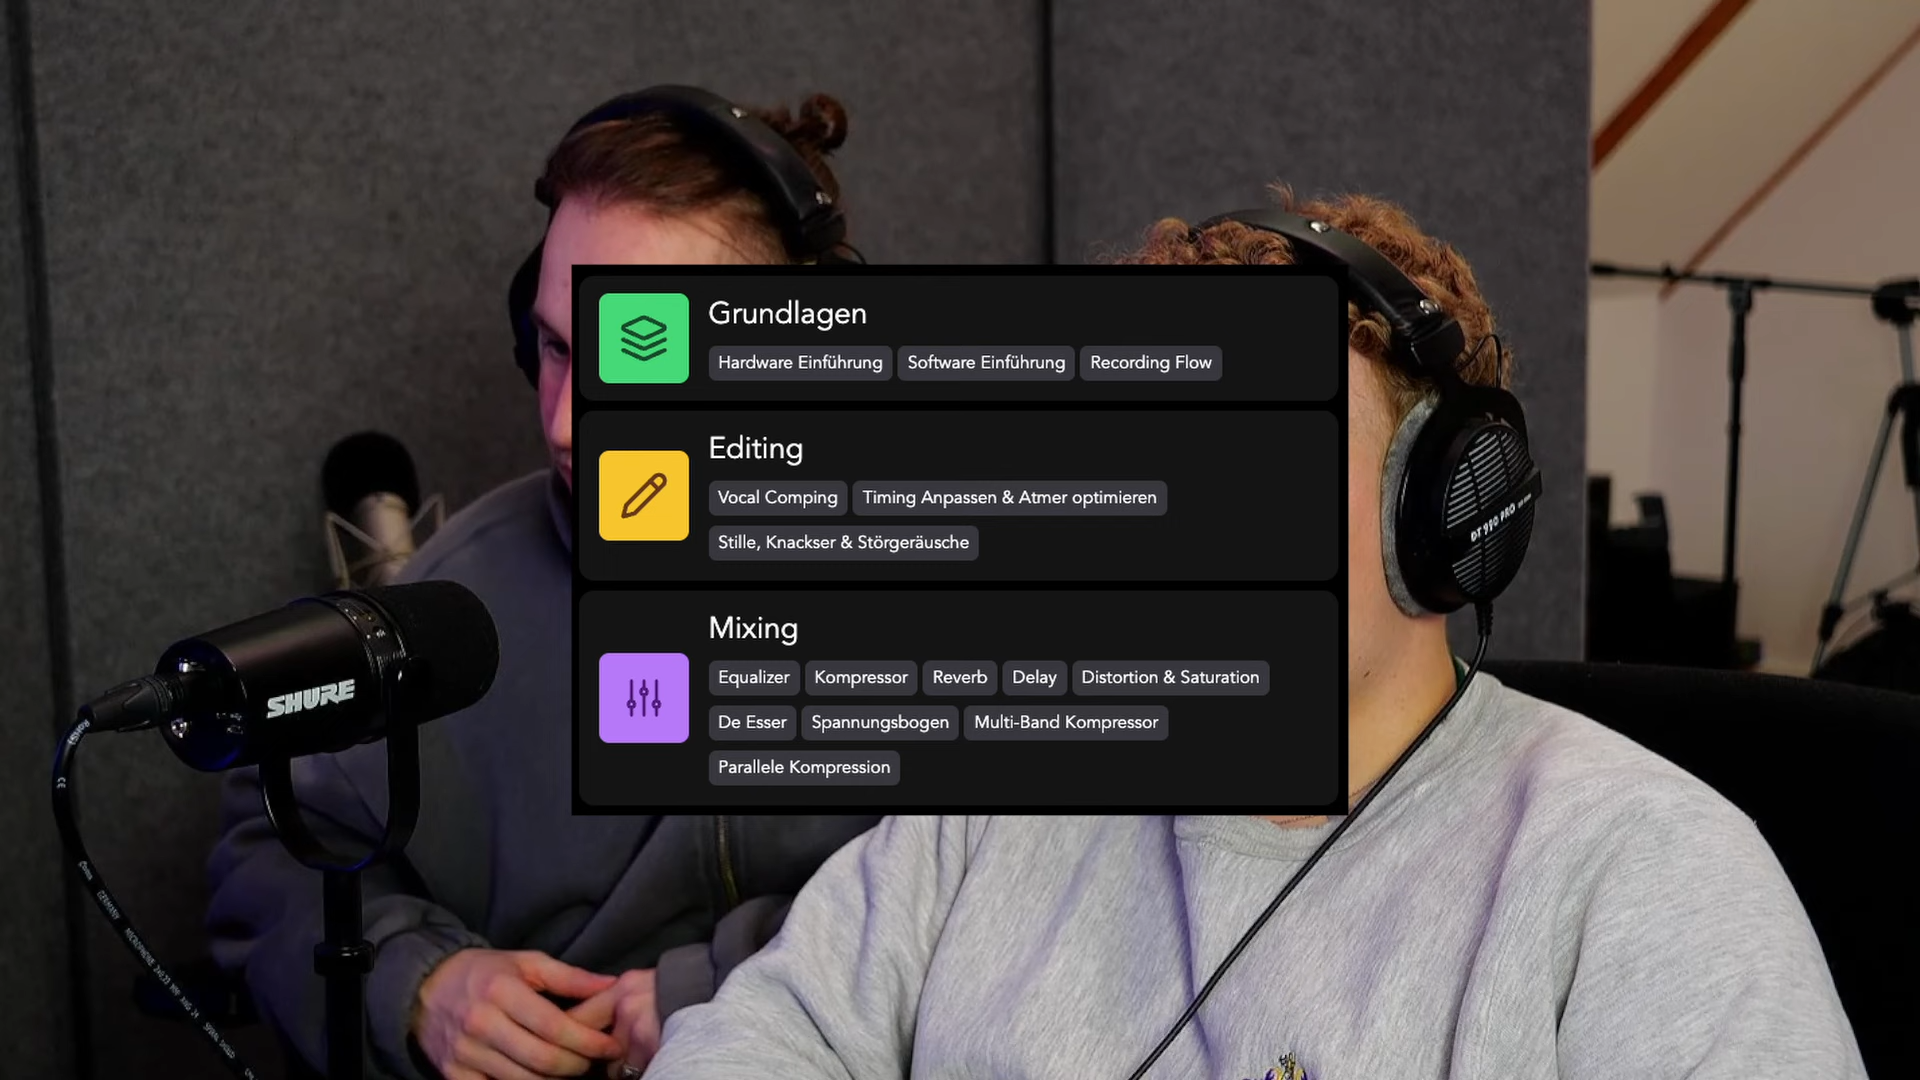 Grundlagen
Hardware Einführung Software Einführung Recording Flow
Editing
Vocal Comping Timing Anpassen & Atmer optimieren
Stille, Knackser & Störgeräusche
Mixing
Equalizer Kompressor Reverb Delay Distortion & Saturation
De Esser Spannungsbogen Multi-Band Kompressor
Parallele Kompression
SHURE
DT 990 PRO